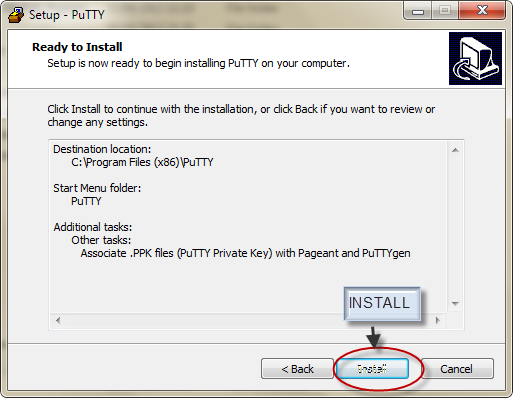 Setup - PuTTY
Ready to Install
Setup is now ready to begin installing PuTTY on your computer.
Click Install to continue with the installation, or click Back if you want to review or
change any settings.
Destination location:
C:\Program Files (x86)\PuTTY
Start Menu folder:
PuTTY
Additional tasks:
Other tasks:
Associate .PPK files (PuTTY Private Key) with Pageant and PuTTYgen
INSTALL
< Back
Install
Cancel